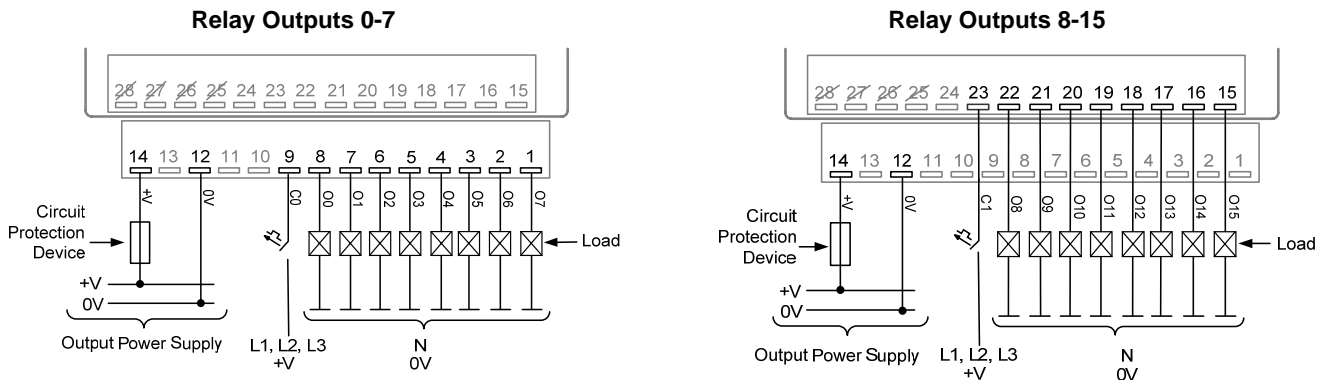 Relay Outputs 0-7
28 27 26 25 24 23 22 21 20 19 18 17 16 15
14 13 12 11 10 9 8 7 6 5 4 3 2 1
+V 0V C0 O0 O1 O2 O3 O4 O5 O6 O7
Circuit
Protection
Device
Load
+V
0V
Output Power Supply
L1, L2, L3
+V
N
0V
Relay Outputs 8-15
28 27 26 25 24 23 22 21 20 19 18 17 16 15
14 13 12 11 10 9 8 7 6 5 4 3 2 1
+V 0V C1 O8 O9 O10 O11 O12 O13 O14 O15
Circuit
Protection
Device
Load
+V
0V
Output Power Supply
L1, L2, L3
+V
N
0V